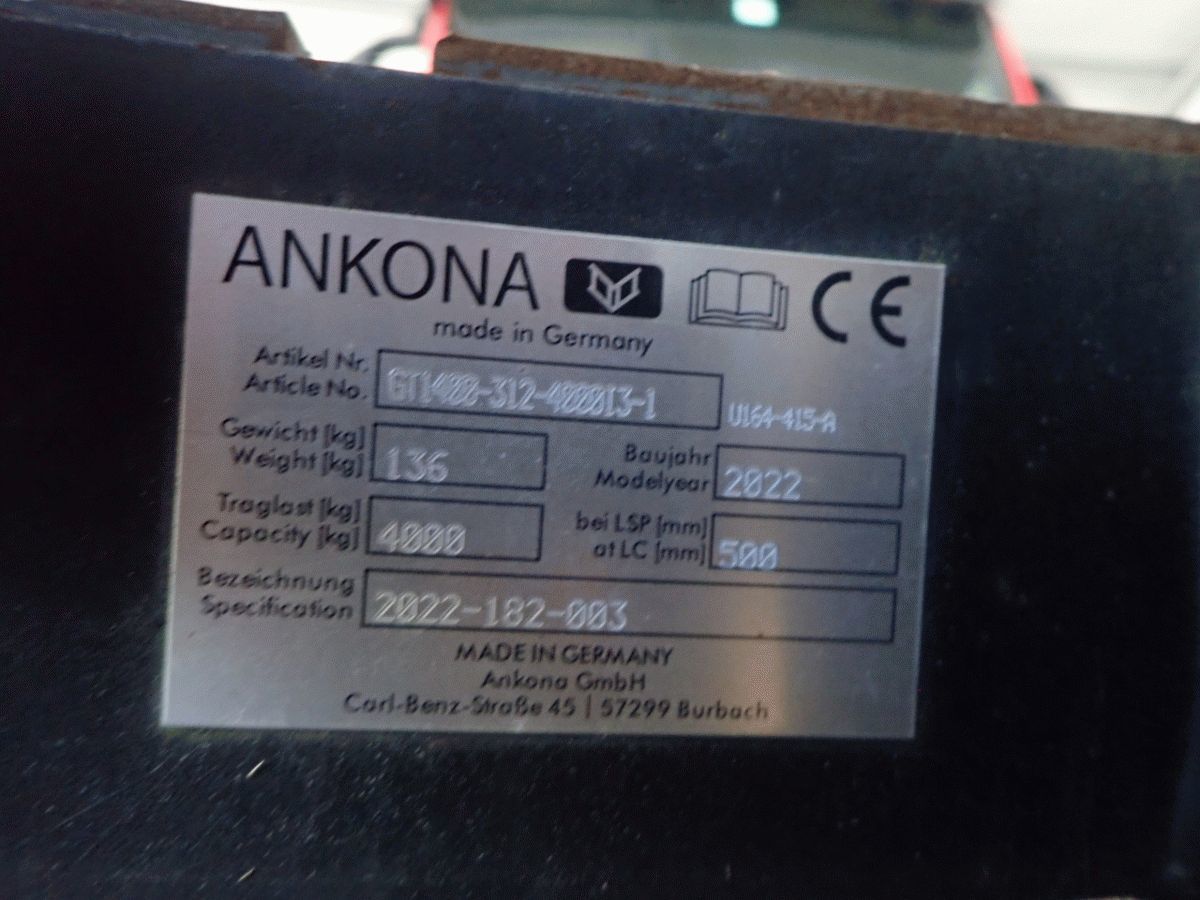 ANKONA CE
made in Germany
Artikel Nr.
Article No. GT1400-312-400013-1 U164-415-A
Gewicht [kg]
Weight [kg] 136
Baujahr
Modelyear 2022
Traglast [kg]
Capacity [kg] 4000
bei LSP [mm]
at LC [mm] 500
Bezeichnung
Specification 2022-182-003
MADE IN GERMANY
Ankona GmbH
Carl-Benz-Straße 45 | 57299 Burbach